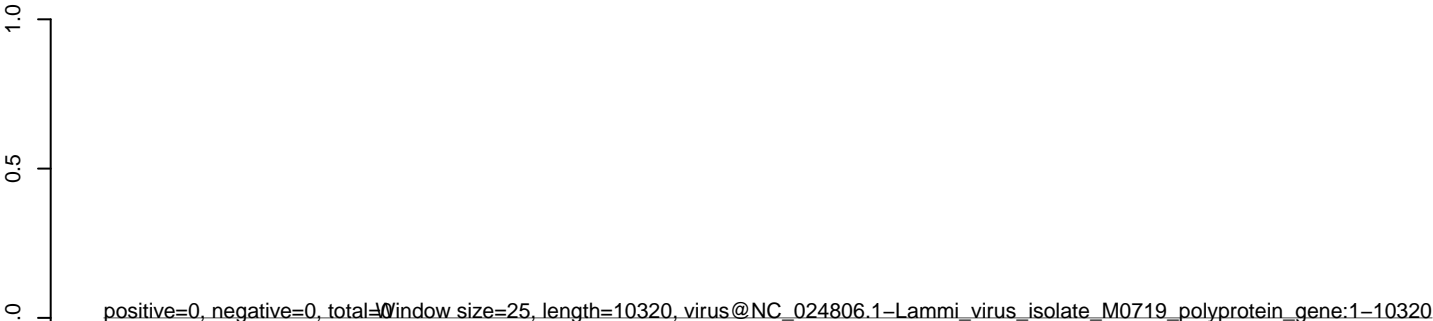 1.0
0.5
.0
positive=0, negative=0, total=0
Window size=25, length=10320, virus@NC_024806.1−Lammi_virus_isolate_M0719_polyprotein_gene:1−10320